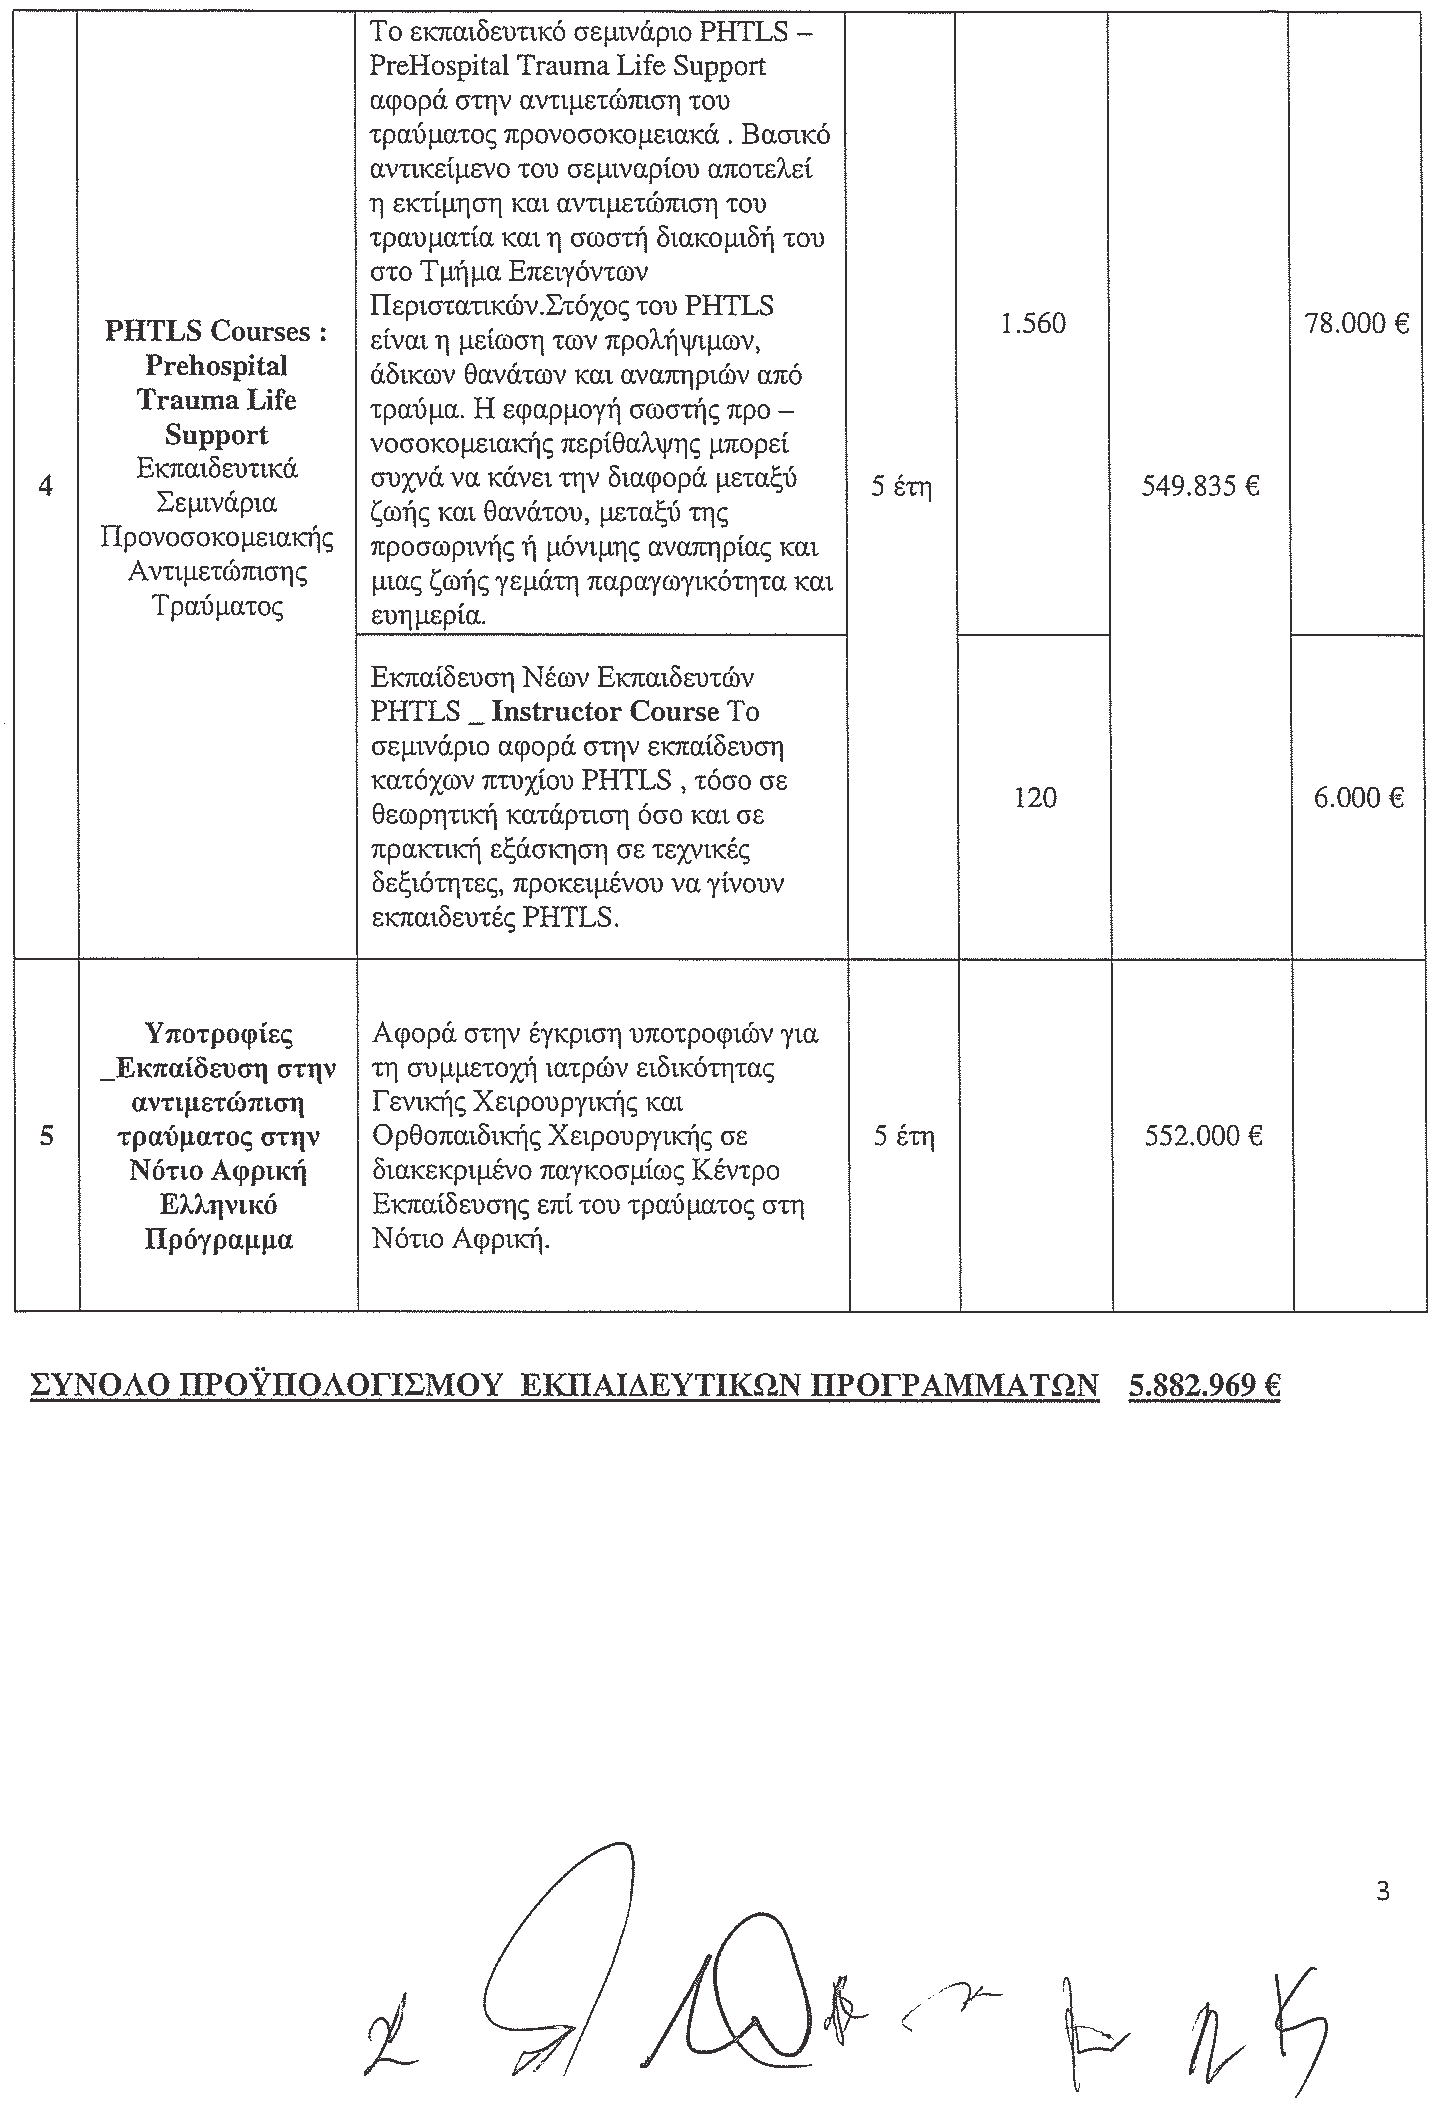 4
PHTLS Courses :
Prehospital
Trauma Life
Support
Εκπαιδευτικά
Σεμινάρια
Προνοσοκομειακής
Αντιμετώπισης
Τραύματος
Το εκπαιδευτικό σεμινάριο PHTLS –
PreHospital Trauma Life Support
αφορά στην αντιμετώπιση του
τραύματος προνοσοκομειακά . Βασικό
αντικείμενο του σεμιναρίου αποτελεί
η εκτίμηση και αντιμετώπιση του
τραυματία και η σωστή διακομιδή του
στο Τμήμα Επειγόντων
Περιστατικών.Στόχος του PHTLS
είναι η μείωση των προλήψιμων,
άδικων θανάτων και αναπηριών από
τραύμα. Η εφαρμογή σωστής προ –
νοσοκομειακής περίθαλψης μπορεί
συχνά να κάνει την διαφορά μεταξύ
ζωής και θανάτου, μεταξύ της
προσωρινής ή μόνιμης αναπηρίας και
μιας ζωής γεμάτη παραγωγικότητα και
ευημερία.
5 έτη
1.560
549.835 €
78.000 €
Εκπαίδευση Νέων Εκπαιδευτών
PHTLS _ Instructor Course Το
σεμινάριο αφορά στην εκπαίδευση
κατόχων πτυχίου PHTLS , τόσο σε
θεωρητική κατάρτιση όσο και σε
πρακτική εξάσκηση σε τεχνικές
δεξιότητες, προκειμένου να γίνουν
εκπαιδευτές PHTLS.
120
6.000 €
5
Υποτροφίες
_Εκπαίδευση στην
αντιμετώπιση
τραύματος στην
Νότιο Αφρική
Ελληνικό
Πρόγραμμα
Αφορά στην έγκριση υποτροφιών για
τη συμμετοχή ιατρών ειδικότητας
Γενικής Χειρουργικής και
Ορθοπαιδικής Χειρουργικής σε
διακεκριμένο παγκοσμίως Κέντρο
Εκπαίδευσης επί του τραύματος στη
Νότιο Αφρική.
5 έτη
552.000 €
ΣΥΝΟΛΟ ΠΡΟΫΠΟΛΟΓΙΣΜΟΥ ΕΚΠΑΙΔΕΥΤΙΚΩΝ ΠΡΟΓΡΑΜΜΑΤΩΝ 5.882.969 €
3